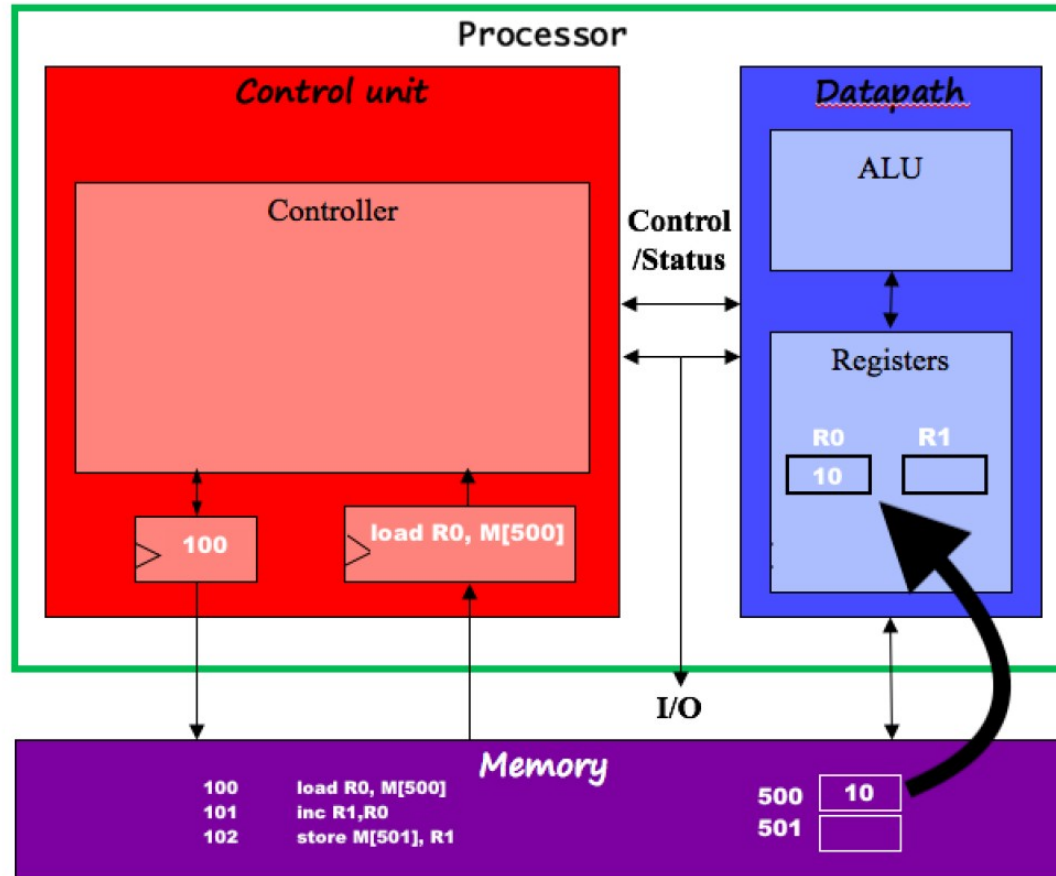 Processor
Control unit
Datapath
Controller
ALU
Control
/Status
Registers
R0 R1
10
100
load R0, M[500]
I/O
Memory
100 load R0, M[500]
101 inc R1,R0
102 store M[501], R1
500 10
501